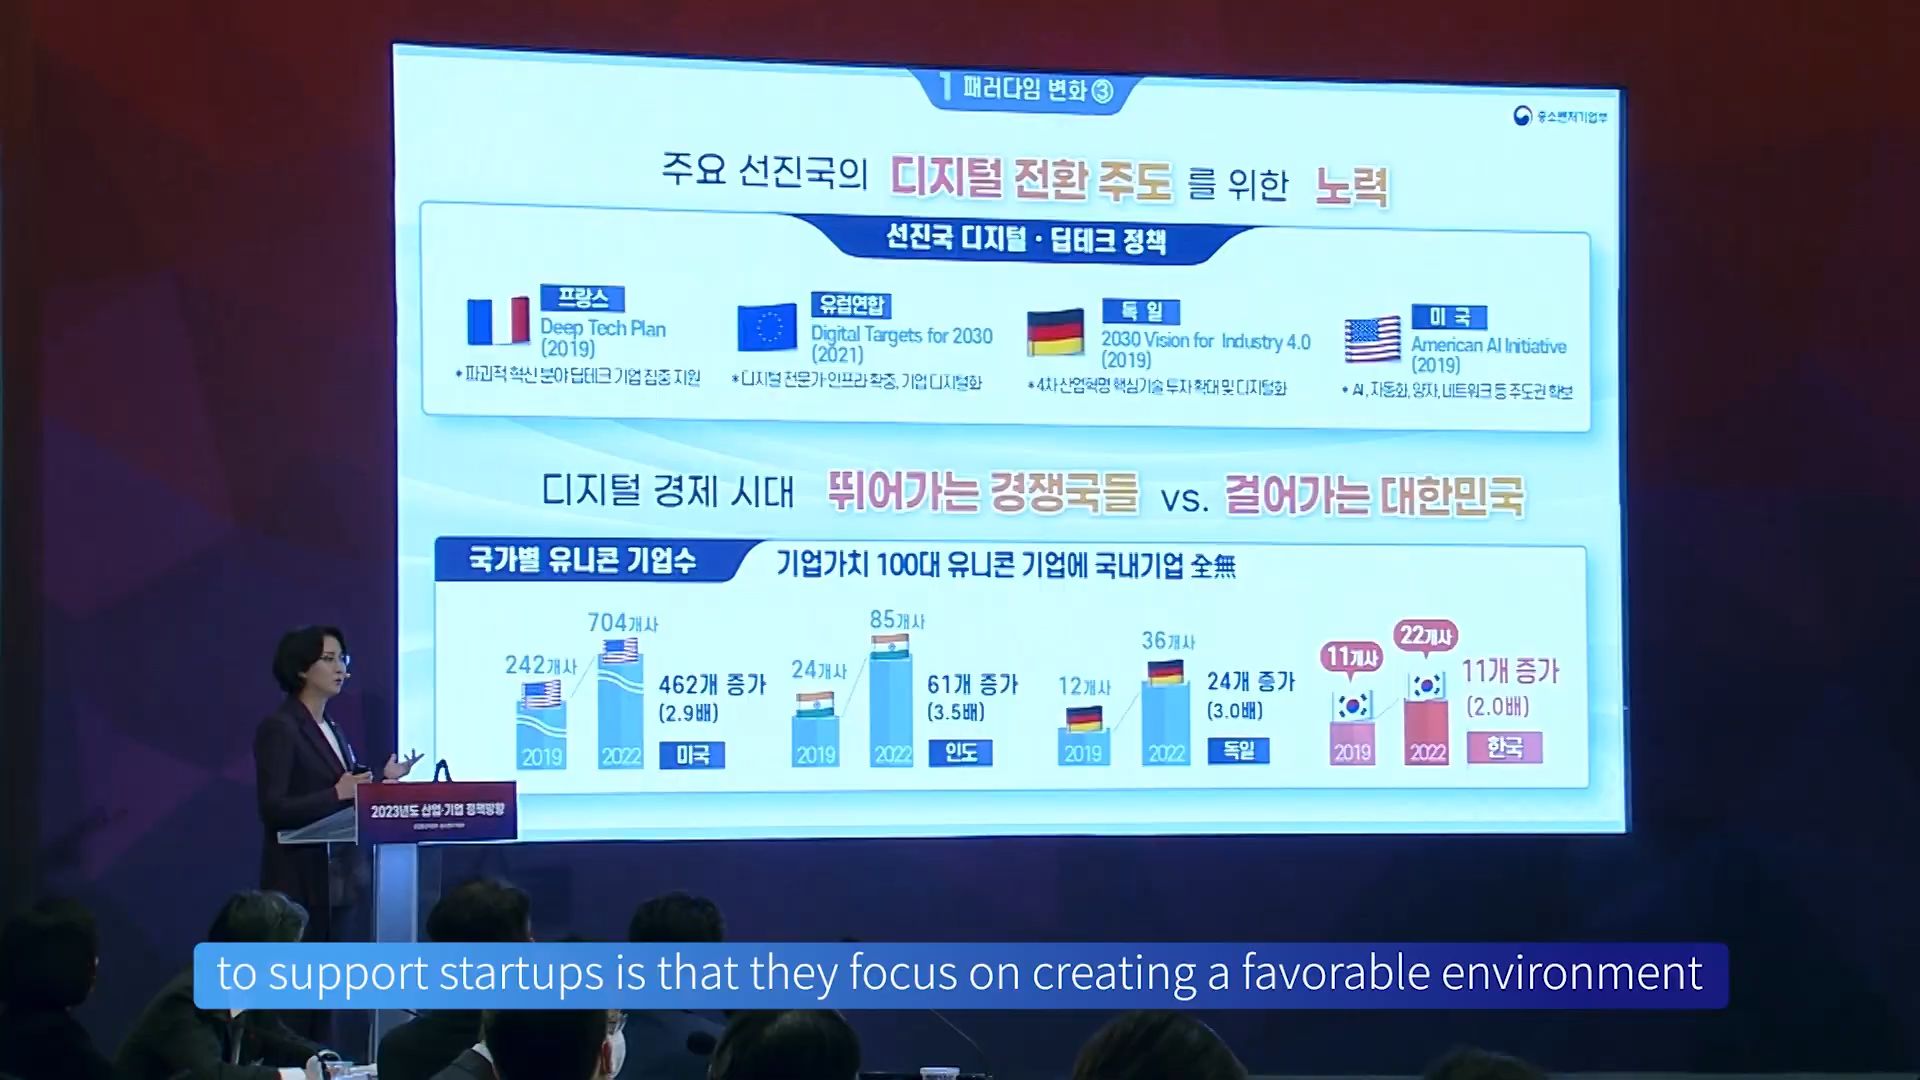 1 패러다임 변화 ③
중소벤처기업부
주요 선진국의 디지털 전환 주도 를 위한 노력
선진국 디지털·딥테크 정책
프랑스
Deep Tech Plan
(2019)
* 파괴적 혁신 분야 딥테크 기업 집중 지원
유럽연합
Digital Targets for 2030
(2021)
* 디지털 전문가·인프라 확충, 기업 디지털화
독 일
2030 Vision for Industry 4.0
(2019)
* 4차 산업혁명 핵심기술 투자 확대 및 디지털화
미 국
American AI Initiative
(2019)
* AI, 자동화, 양자, 네트워크 등 주도권 확보
디지털 경제 시대 뛰어가는 경쟁국들 vs. 걸어가는 대한민국
국가별 유니콘 기업수
기업가치 100대 유니콘 기업에 국내기업 全無
242개사
704개사
462개 증가
(2.9배)
2019
2022
미국
24개사
85개사
61개 증가
(3.5배)
2019
2022
인도
12개사
36개사
24개 증가
(3.0배)
2019
2022
독일
11개사
22개사
11개 증가
(2.0배)
2019
2022
한국
2023년도 산업·기업 정책방향
to support startups is that they focus on creating a favorable environment